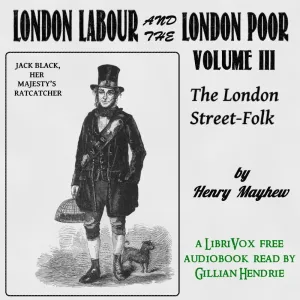 LONDON LABOUR AND THE LONDON POOR
VOLUME III
JACK BLACK,
HER
MAJESTY'S
RATCATCHER
The London
Street-Folk
by
Henry Mayhew
A LIBRIVOX FREE
AUDIOBOOK READ BY
GILLIAN HENDRIE